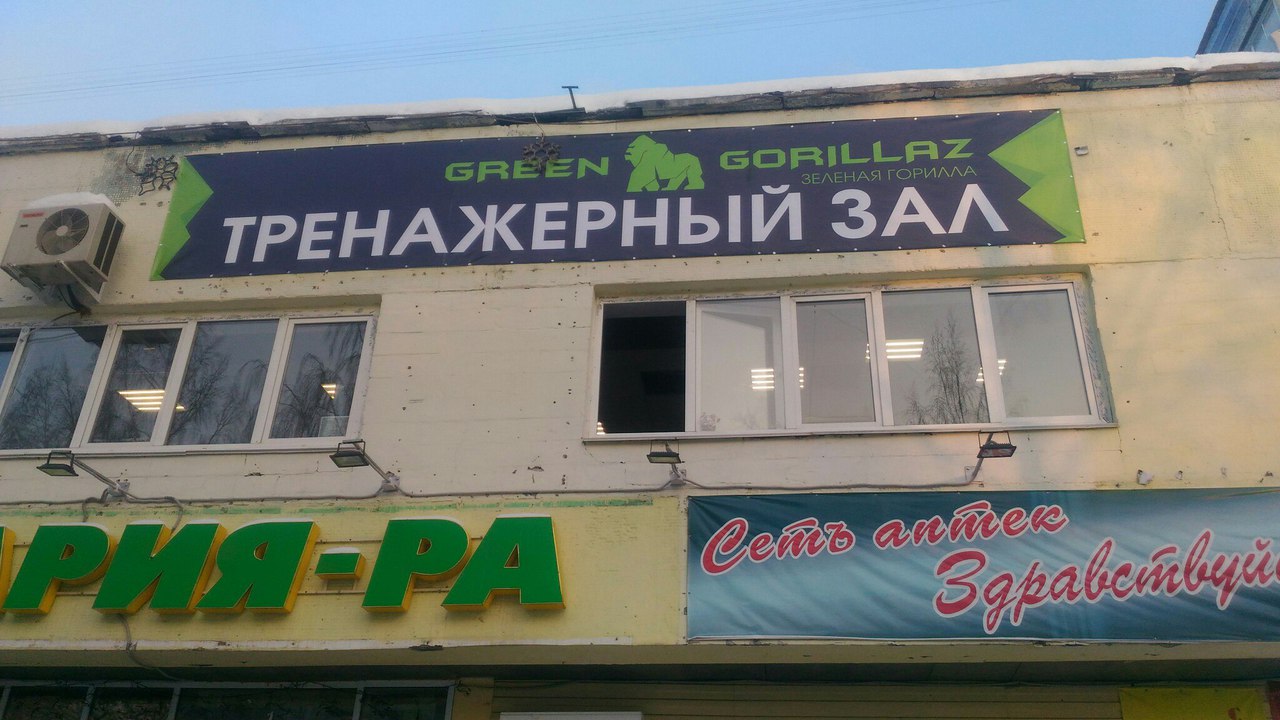 GREEN GORILLAZ
ЗЕЛЕНАЯ ГОРИЛЛА
ТРЕНАЖЕРНЫЙ ЗАЛ
РИЯ-РА
Сетъ аптек
Здравствуй